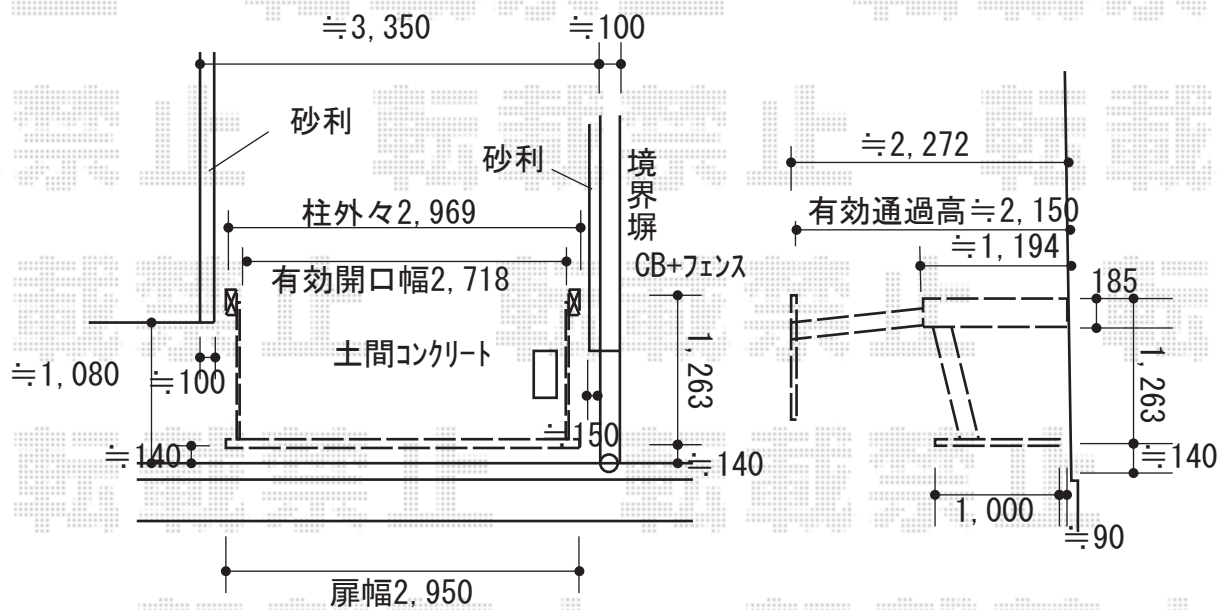 ≒3,350
≒100
砂利
砂利
境界塀
CB+フェンス
柱外々2,969
有効開口幅2,718
土間コンクリート
≒1,080
≒100
≒140
≒150
1,263
≒140
扉幅2,950
≒2,272
有効通過高≒2,150
≒1,194
185
1,263
≒140
1,000
≒90